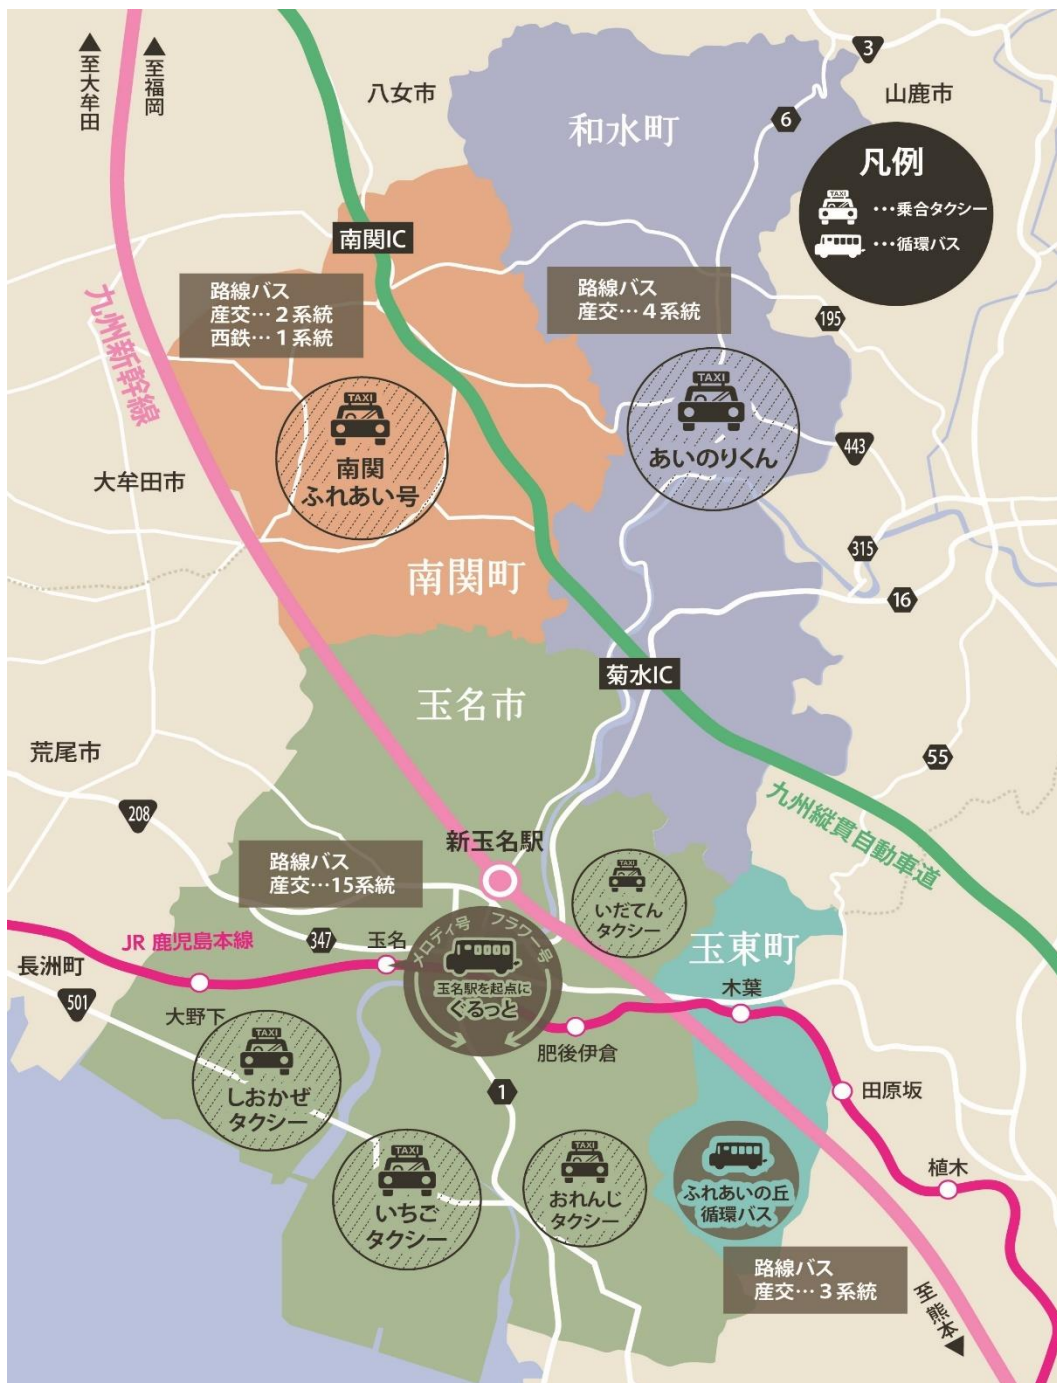 至大牟田
至福岡
八女市
3
山鹿市
和水町
6
凡例
TAXI
…乗合タクシー
…循環バス
南関IC
路線バス
産交…2系統
西鉄…1系統
路線バス
産交…4系統
195
九州新幹線
TAXI
南関
ふれあい号
TAXI
あいのりくん
443
大牟田市
315
16
南関町
菊水IC
玉名市
荒尾市
55
208
九州縦貫自動車道
新玉名駅
路線バス
産交…15系統
TAXI
いだてん
タクシー
メロディ号
フラワー号
玉名駅を起点に
ぐるっと
JR 鹿児島本線
347
玉名
玉東町
木葉
長洲町
501
大野下
肥後伊倉
TAXI
しおかぜ
タクシー
1
田原坂
TAXI
いちご
タクシー
TAXI
おれんじ
タクシー
ふれあいの丘
循環バス
植木
路線バス
産交…3系統
至熊本